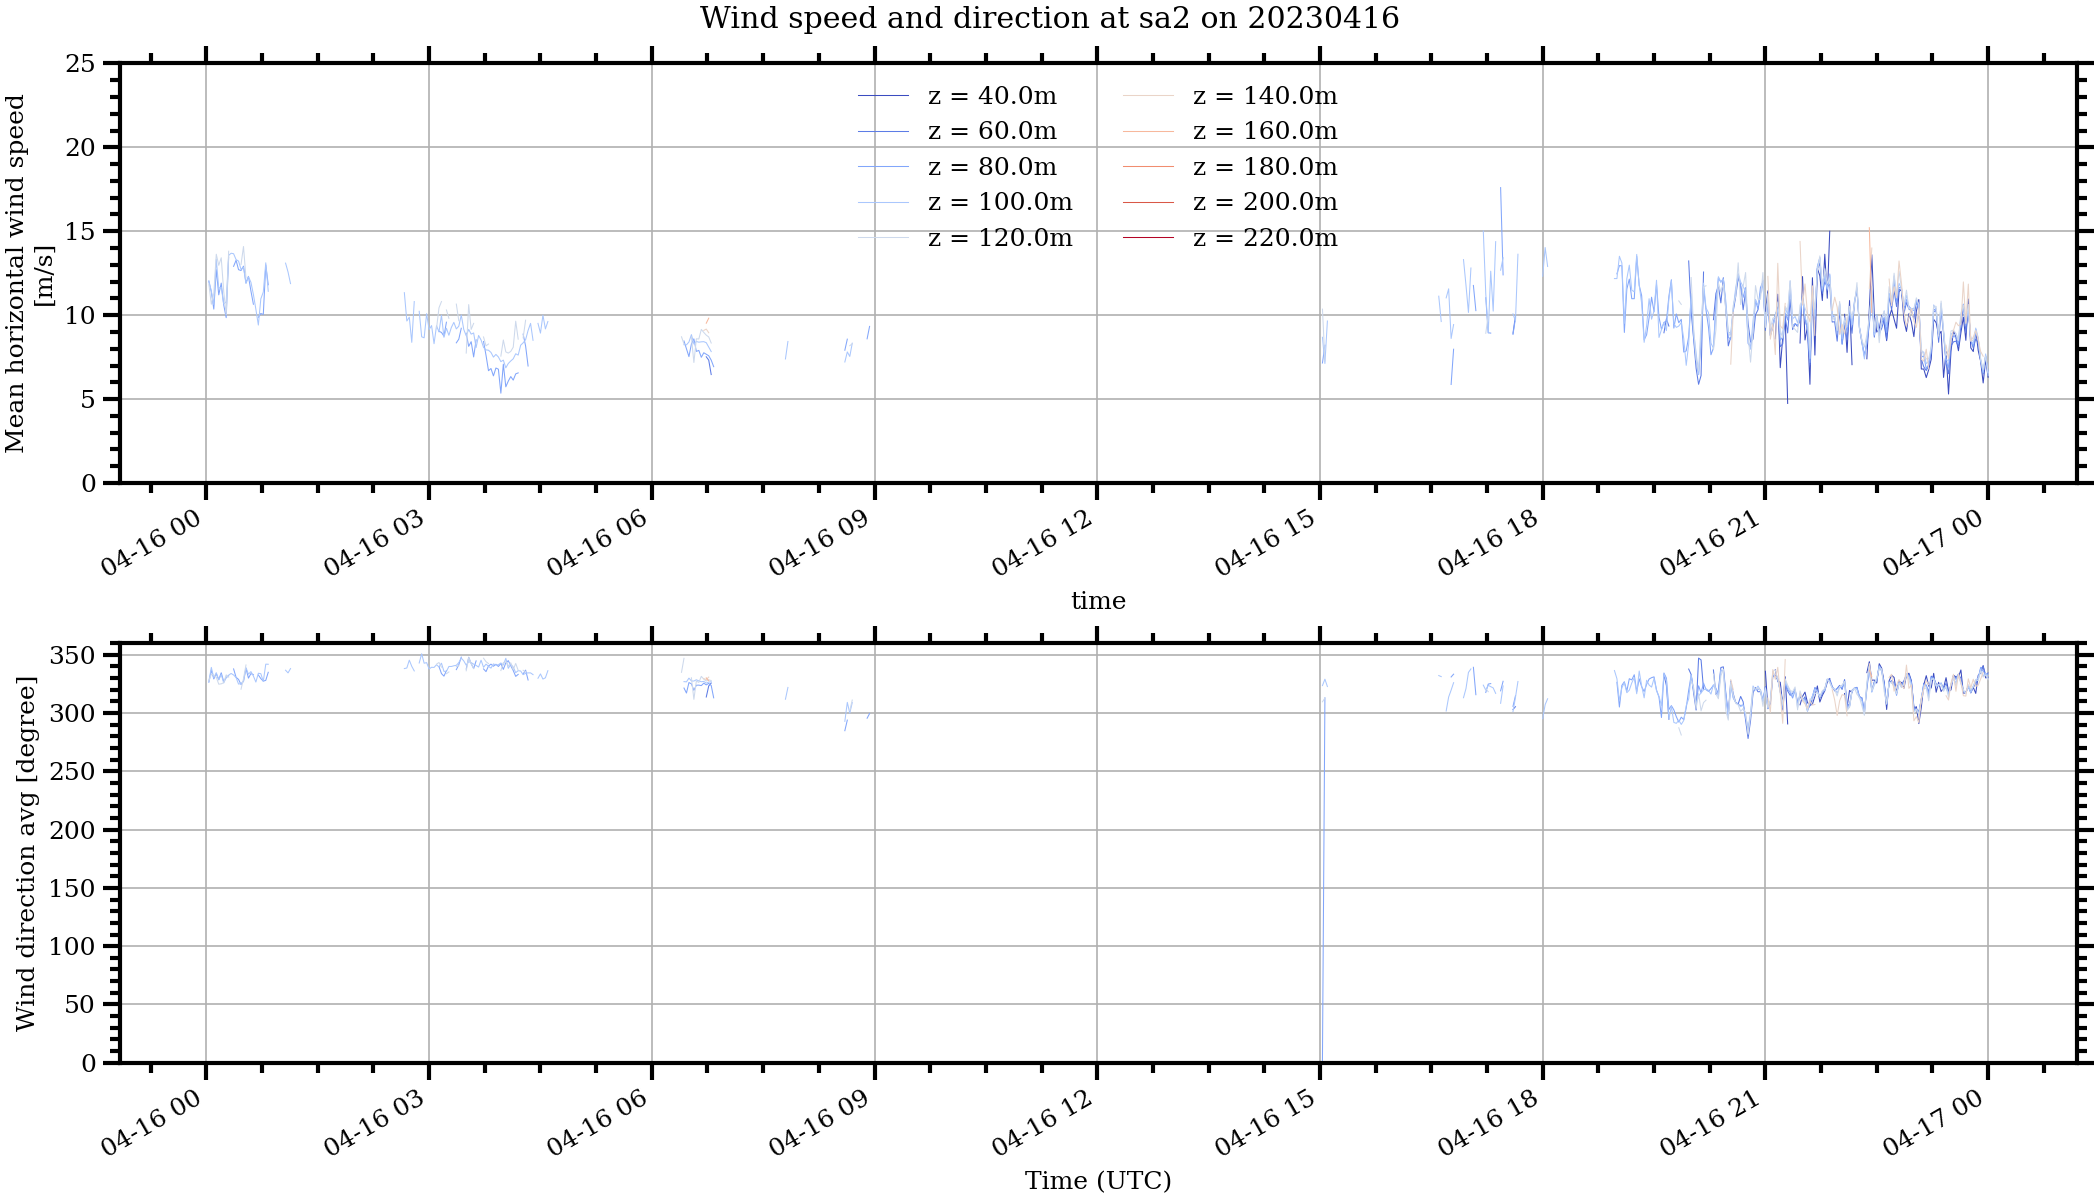 Wind speed and direction at sa2 on 20230416
Mean horizontal wind speed
[m/s]
25
20
15
10
5
0
z = 40.0m
z = 60.0m
z = 80.0m
z = 100.0m
z = 120.0m
z = 140.0m
z = 160.0m
z = 180.0m
z = 200.0m
z = 220.0m
04-16 00
04-16 03
04-16 06
04-16 09
04-16 12
04-16 15
04-16 18
04-16 21
04-17 00
time
Wind direction avg [degree]
350
300
250
200
150
100
50
0
04-16 00
04-16 03
04-16 06
04-16 09
04-16 12
04-16 15
04-16 18
04-16 21
04-17 00
Time (UTC)